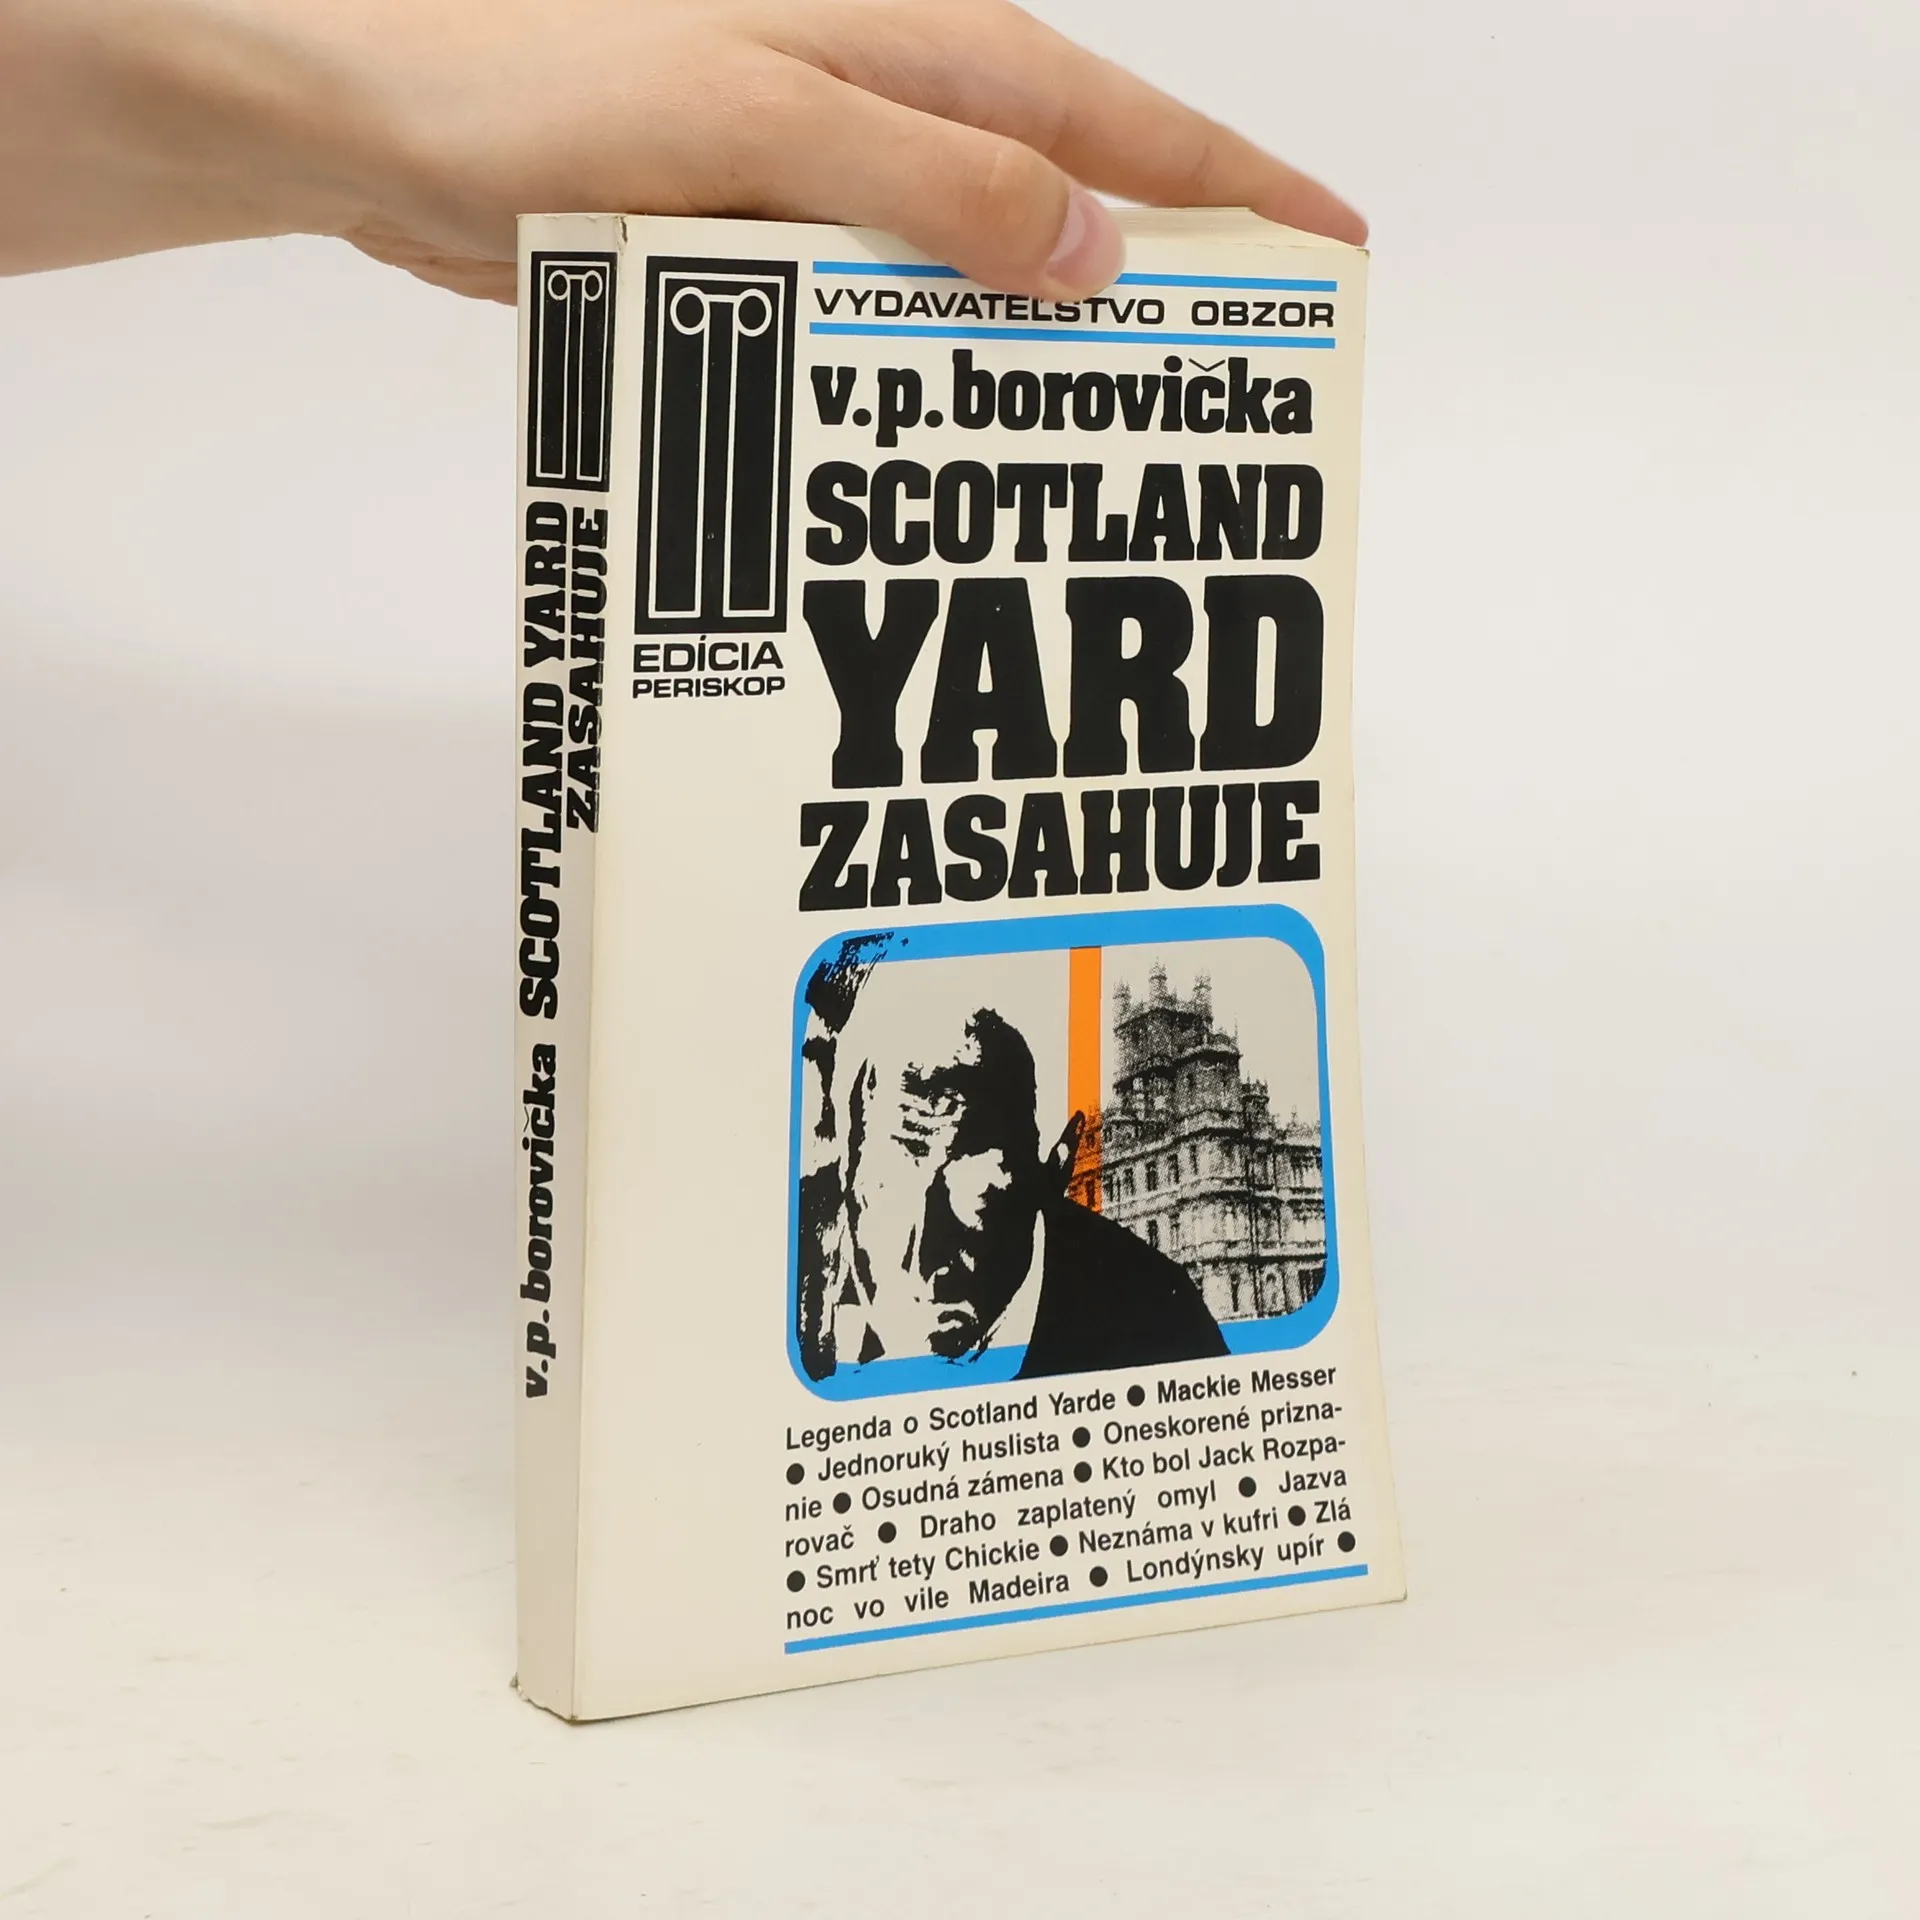 VYDAVATEĽSTVO OBZOR
v.p.borovička
SCOTLAND
YARD
ZASAHUJE
EDÍCIA
PERISKOP
Legenda o Scotland Yarde ● Mackie Messer
● Jednoruký huslista ● Oneskorené prizna-
nie ● Osudná zámena ● Kto bol Jack Rozpa-
rovač ● Draho zaplatený omyl ● Jazva
● Smrť tety Chickie ● Neznáma v kufri ● Zlá
noc vo vile Madeira ● Londýnsky upír ●
v.p.borovička SCOTLAND YARD
ZASAHUJE